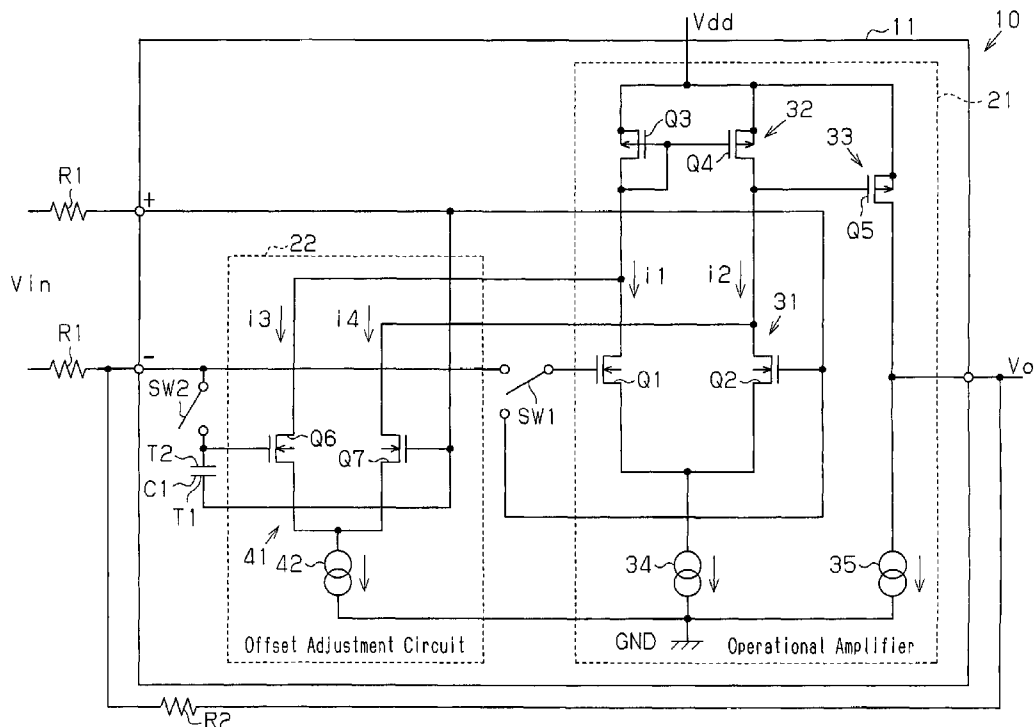 Vdd
11
10
21
Q3
32
Q4
33
R1
+
Q5
22
Vin
i1
i2
i3
i4
31
R1
-
Vo
SW2
Q1
Q2
SW1
Q6
T2
Q7
C1
T1
41
42
34
35
GND
Offset Adjustment Circuit
Operational Amplifier
R2